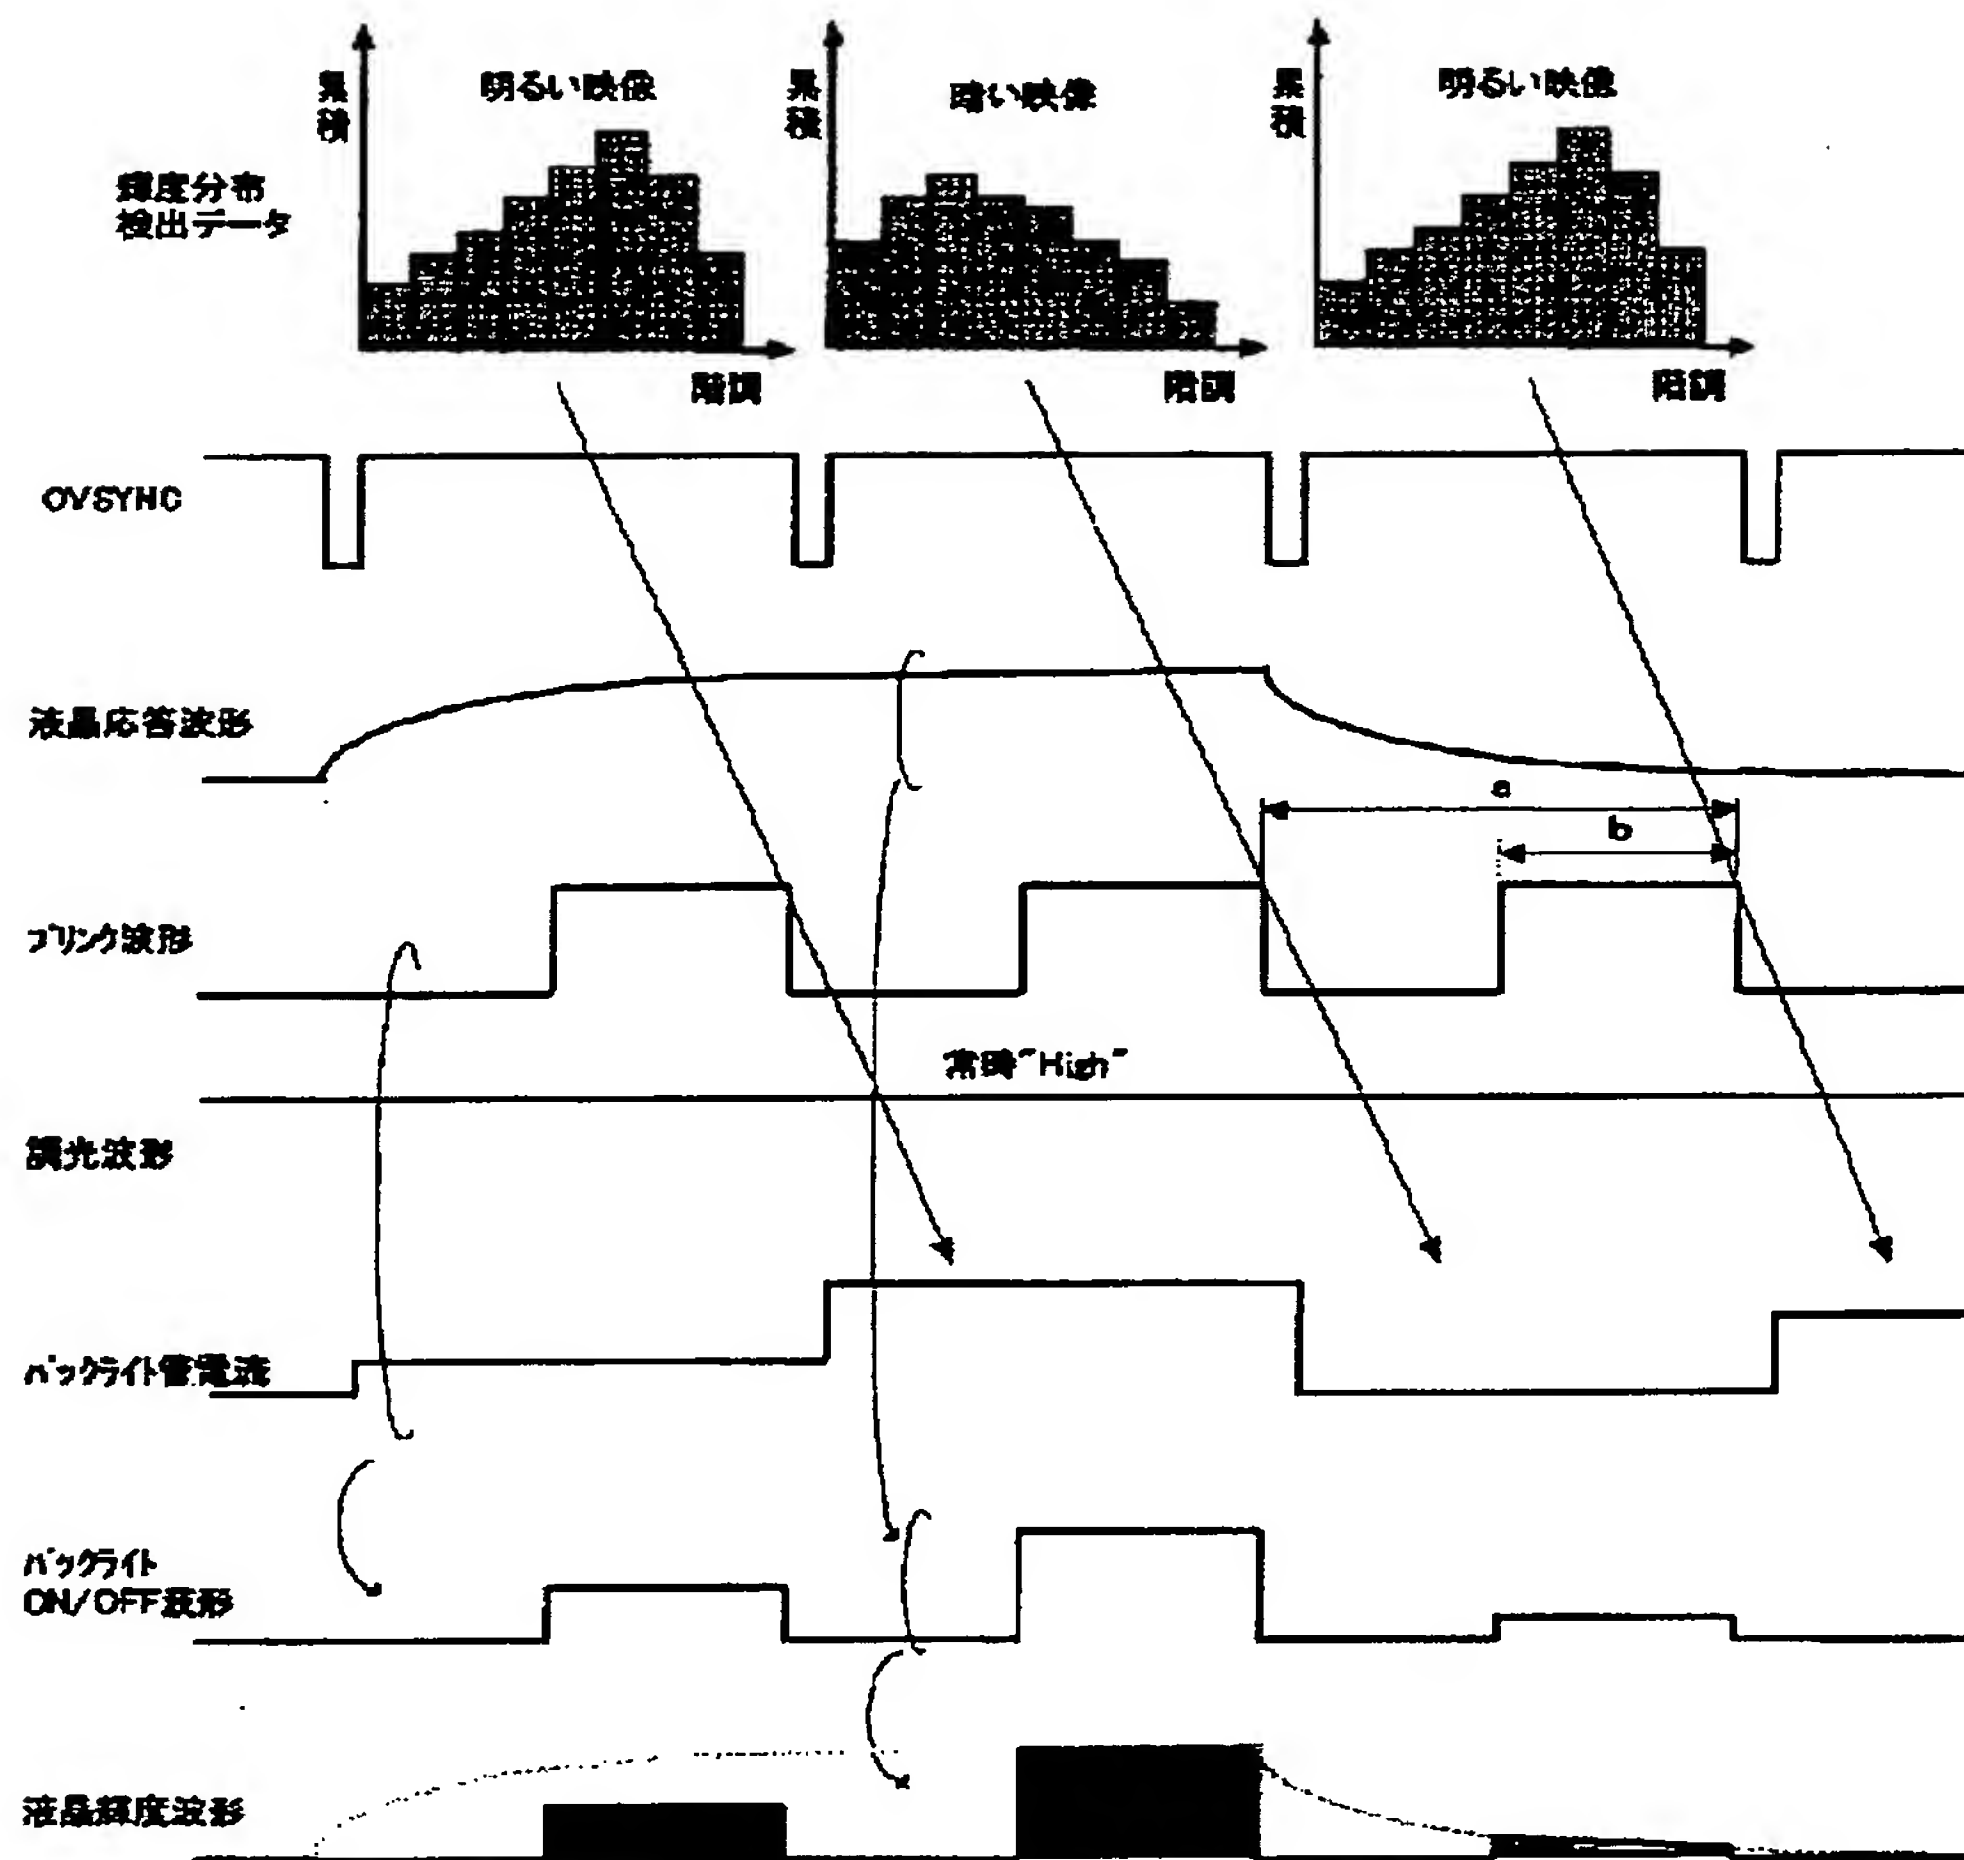 累積
明るい映像
累積
暗い映像
累積
明るい映像
輝度分布
検出データ
階調
階調
階調
OVSYNC
液晶応答波形
a
b
ブリンク波形
常時"High"
調光波形
バックライト管電流
バックライト
ON/OFF波形
液晶輝度波形